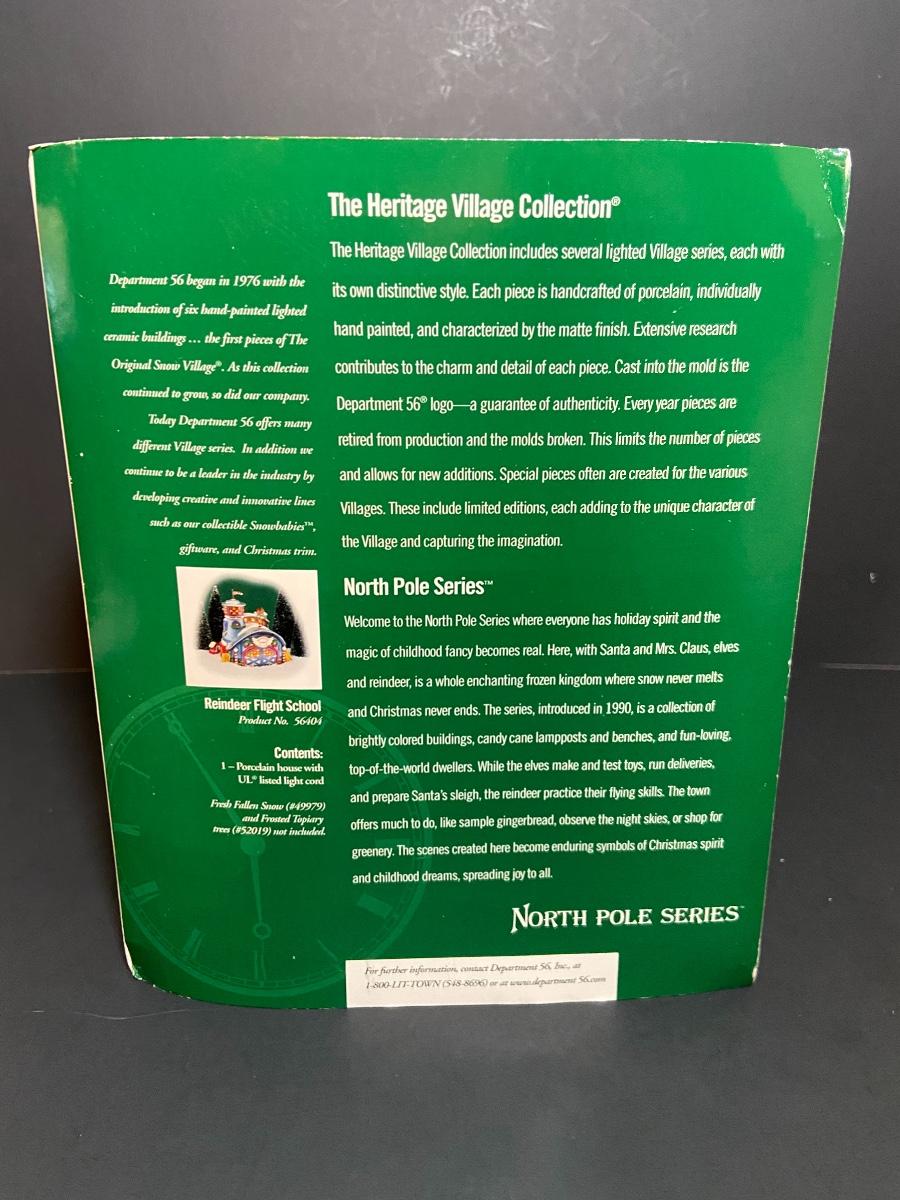 The Heritage Village Collection®
The Heritage Village Collection includes several lighted Village series, each with
its own distinctive style. Each piece is handcrafted of porcelain, individually
hand painted, and characterized by the matte finish. Extensive research
contributes to the charm and detail of each piece. Cast into the mold is the
Department 56® logo—a guarantee of authenticity. Every year pieces are
retired from production and the molds broken. This limits the number of pieces
and allows for new additions. Special pieces often are created for the various
Villages. These include limited editions, each adding to the unique character of
the Village and capturing the imagination.
Department 56 began in 1976 with the
introduction of six hand-painted lighted
ceramic buildings ... the first pieces of The
Original Snow Village®. As this collection
continued to grow, so did our company.
Today Department 56 offers many
different Village series. In addition we
continue to be a leader in the industry by
developing creative and innovative lines
such as our collectible Snowbabies™,
giftware, and Christmas trim.
Reindeer Flight School
Product No. 56404
Contents:
1 – Porcelain house with
UL® listed light cord
Fresh Fallen Snow (#49979)
and Frosted Topiary
trees (#52019) not included.
North Pole Series™
Welcome to the North Pole Series where everyone has holiday spirit and the
magic of childhood fancy becomes real. Here, with Santa and Mrs. Claus, elves
and reindeer, is a whole enchanting frozen kingdom where snow never melts
and Christmas never ends. The series, introduced in 1990, is a collection of
brightly colored buildings, candy cane lampposts and benches, and fun-loving,
top-of-the-world dwellers. While the elves make and test toys, run deliveries,
and prepare Santa's sleigh, the reindeer practice their flying skills. The town
offers much to do, like sample gingerbread, observe the night skies, or shop for
greenery. The scenes created here become enduring symbols of Christmas spirit
and childhood dreams, spreading joy to all.
NORTH POLE SERIES™
For further information, contact Department 56, Inc., at
1-800-LIT-TOWN (548-8696) or at www.department 56.com